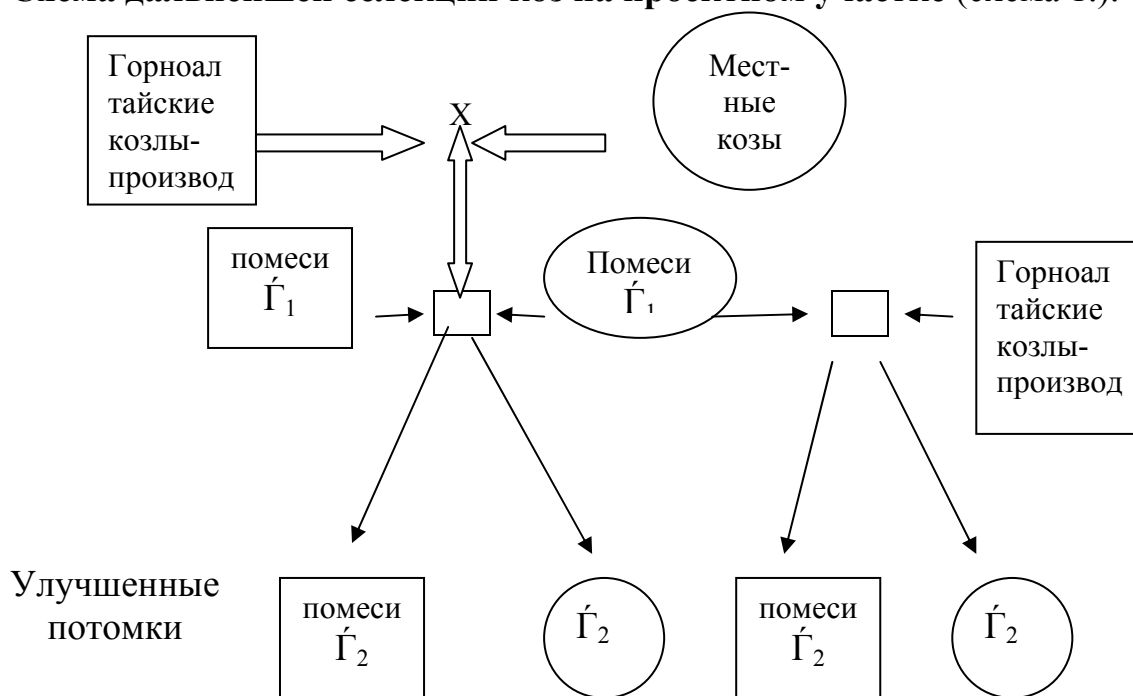 Схема дальнейшей селекции коз на проектном участке (схема 1.).
Горноал
тайские
козлы-
производ
Х
Мест-
ные
козы
помеси
Ѓ₁
Помеси
Ѓ₁
Горноал
тайские
козлы-
производ
Улучшенные
потомки
помеси
Ѓ₂
Ѓ₂
помеси
Ѓ₂
Ѓ₂